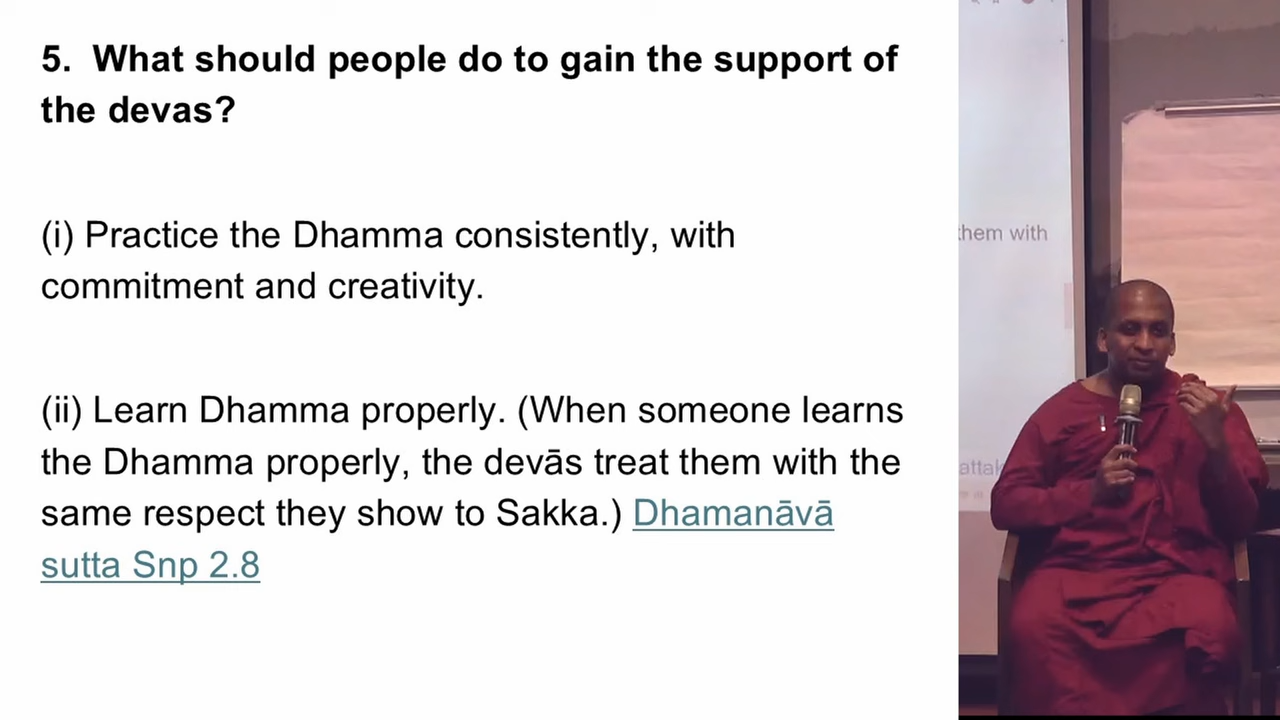 5. What should people do to gain the support of
the devas?
(i) Practice the Dhamma consistently, with
commitment and creativity.
(ii) Learn Dhamma properly. (When someone learns
the Dhamma properly, the devās treat them with the
same respect they show to Sakka.) Dhamanāvā
sutta Snp 2.8
them with
attak